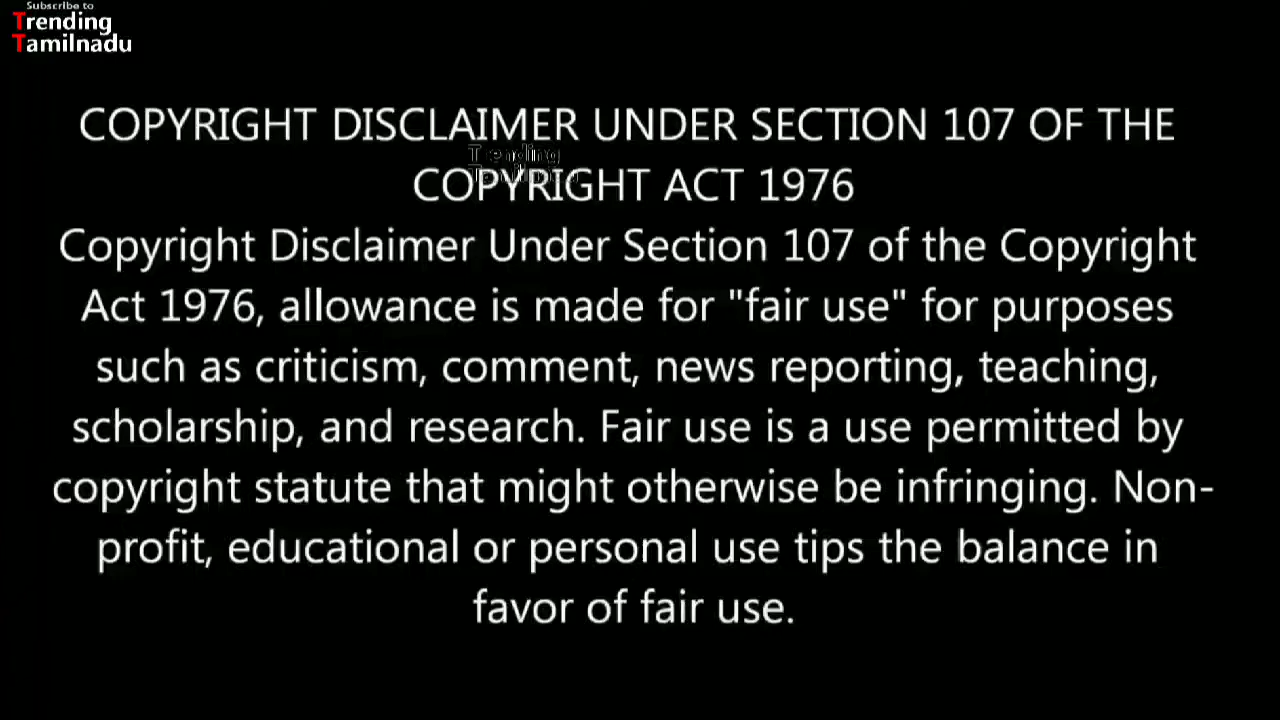 Subscribe to
Trending
Tamilnadu
COPYRIGHT DISCLAIMER UNDER SECTION 107 OF THE
Trending
COPYRIGHT ACT 1976
Copyright Disclaimer Under Section 107 of the Copyright
Act 1976, allowance is made for "fair use" for purposes
such as criticism, comment, news reporting, teaching,
scholarship, and research. Fair use is a use permitted by
copyright statute that might otherwise be infringing. Non-
profit, educational or personal use tips the balance in
favor of fair use.